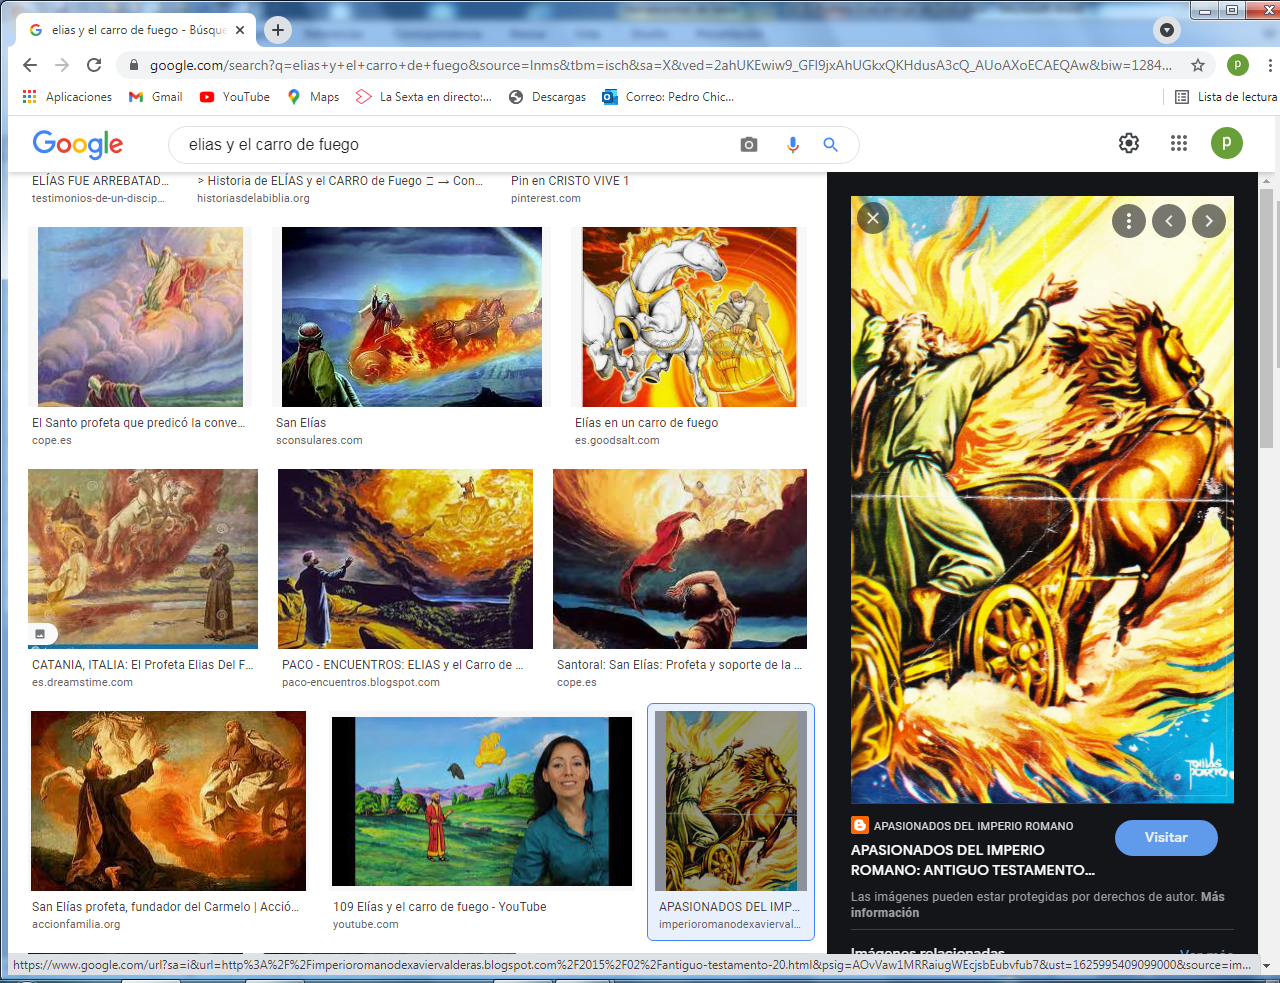 elias y el carro de fuego - Búsque
google.com/search?q=elias+y+el+carro+de+fuego&source=lnms&tbm=isch&sa=X&ved=2ahUKEwiw9_GFl9jxAhUGkxQKHdusA3cQ_AUoAXoECAEQAw&biw=1284...
p
Aplicaciones
Gmail
YouTube
Maps
La Sexta en directo:...
Descargas
Correo: Pedro Chic...
Lista de lectura
Google
elias y el carro de fuego
p
ELÍAS FUE ARREBATAD...
> Historia de ELÍAS y el CARRO de Fuego □ → Con...
Pin en CRISTO VIVE 1
testimonios-de-un-discip...
historiasdelabiblia.org
pinterest.com
El Santo profeta que predicó la conve...
San Elías
Elías en un carro de fuego
cope.es
sconsulares.com
es.goodsalt.com
CATANIA, ITALIA: El Profeta Elias Del F...
PACO - ENCUENTROS: ELIAS y el Carro de ...
Santoral: San Elías: Profeta y soporte de la ...
es.dreamstime.com
paco-encuentros.blogspot.com
cope.es
San Elías profeta, fundador del Carmelo | Acció...
109 Elías y el carro de fuego - YouTube
APASIONADOS DEL IMP...
accionfamilia.org
youtube.com
imperioromanodexavierval...
TOMAS PORTO
APASIONADOS DEL IMPERIO ROMANO
Visitar
APASIONADOS DEL IMPERIO
ROMANO: ANTIGUO TESTAMENTO...
Las imágenes pueden estar protegidas por derechos de autor. Más
información
Imágenes relacionadas
Ver más
https://www.google.com/url?sa=i&url=http%3A%2F%2Fimperioromanodexaviervalderas.blogspot.com%2F2015%2F02%2Fantiguo-testamento-20.html&psig=AOvVaw1MRRaiugWEcjsbEubvfub7&ust=1625995409099000&source=im...